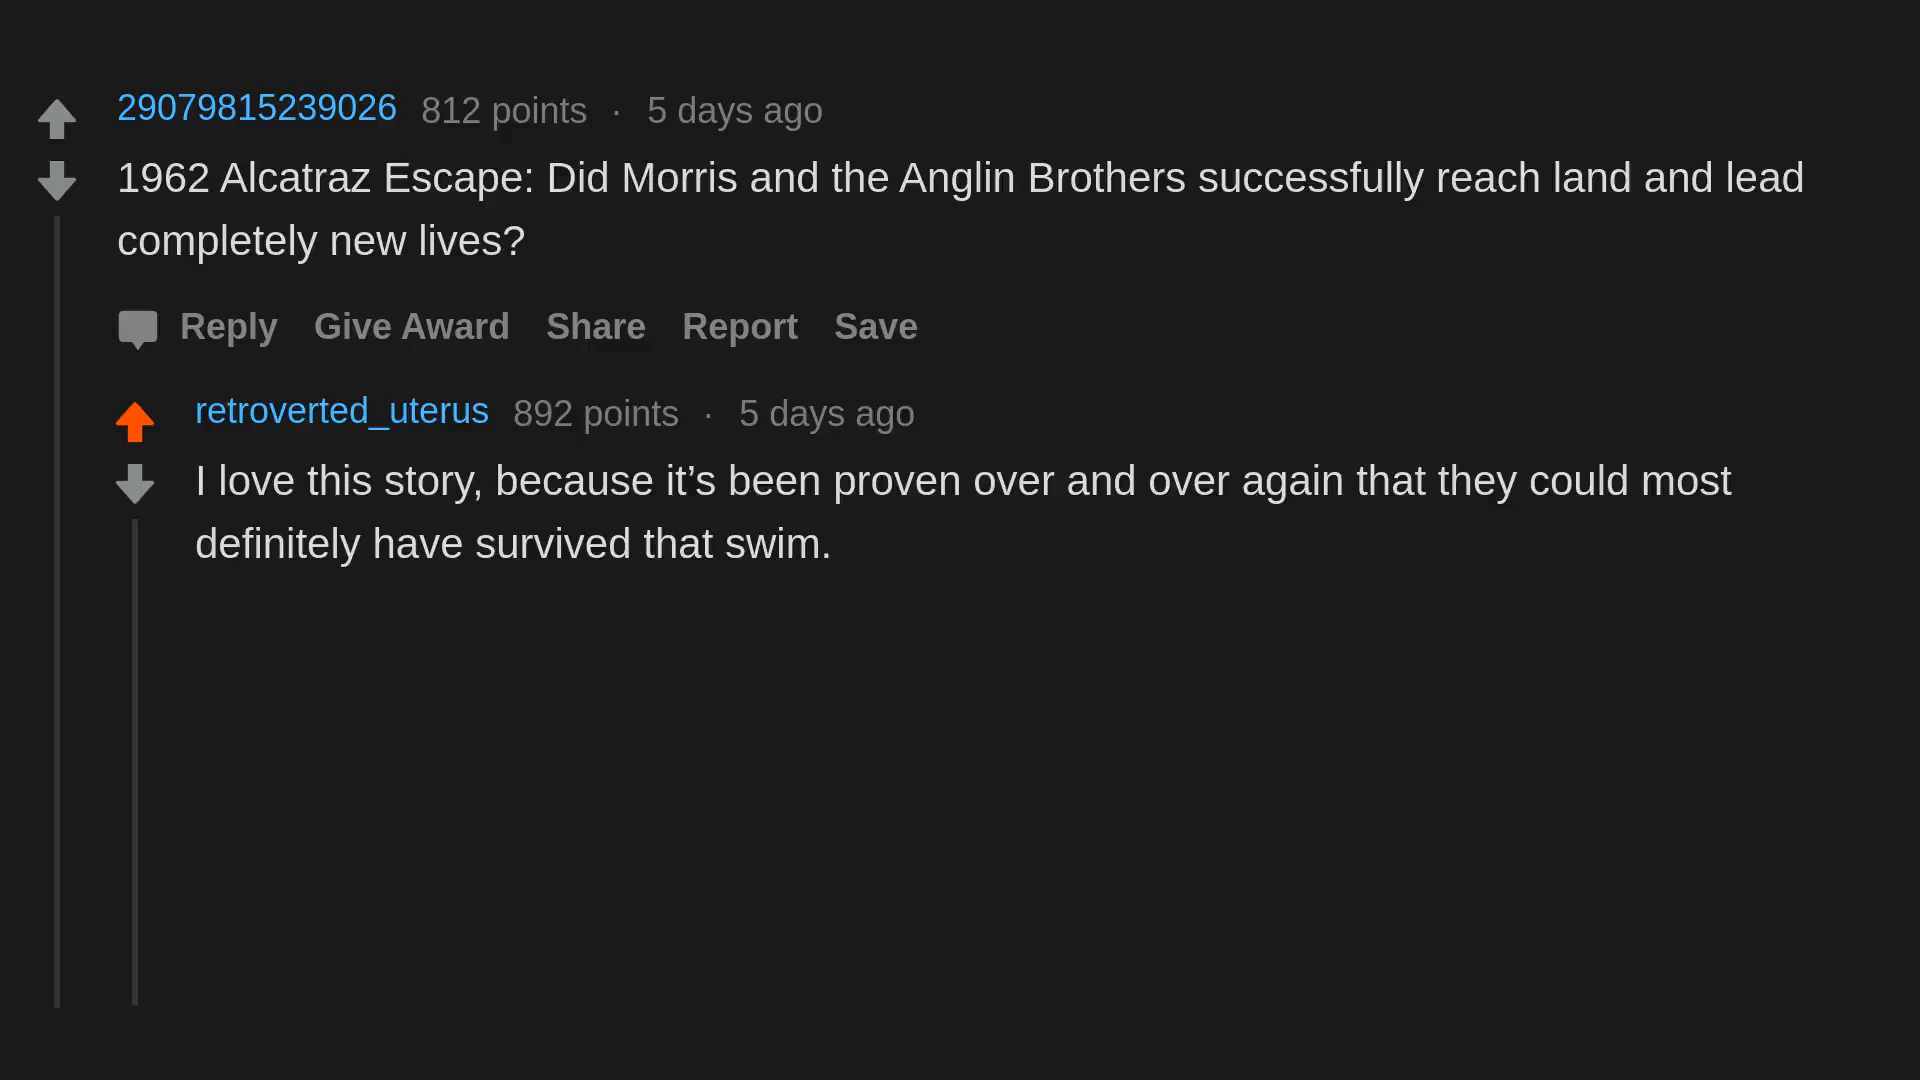 29079815239026 812 points · 5 days ago
1962 Alcatraz Escape: Did Morris and the Anglin Brothers successfully reach land and lead
completely new lives?
Reply Give Award Share Report Save
retroverted_uterus 892 points · 5 days ago
I love this story, because it’s been proven over and over again that they could most
definitely have survived that swim.